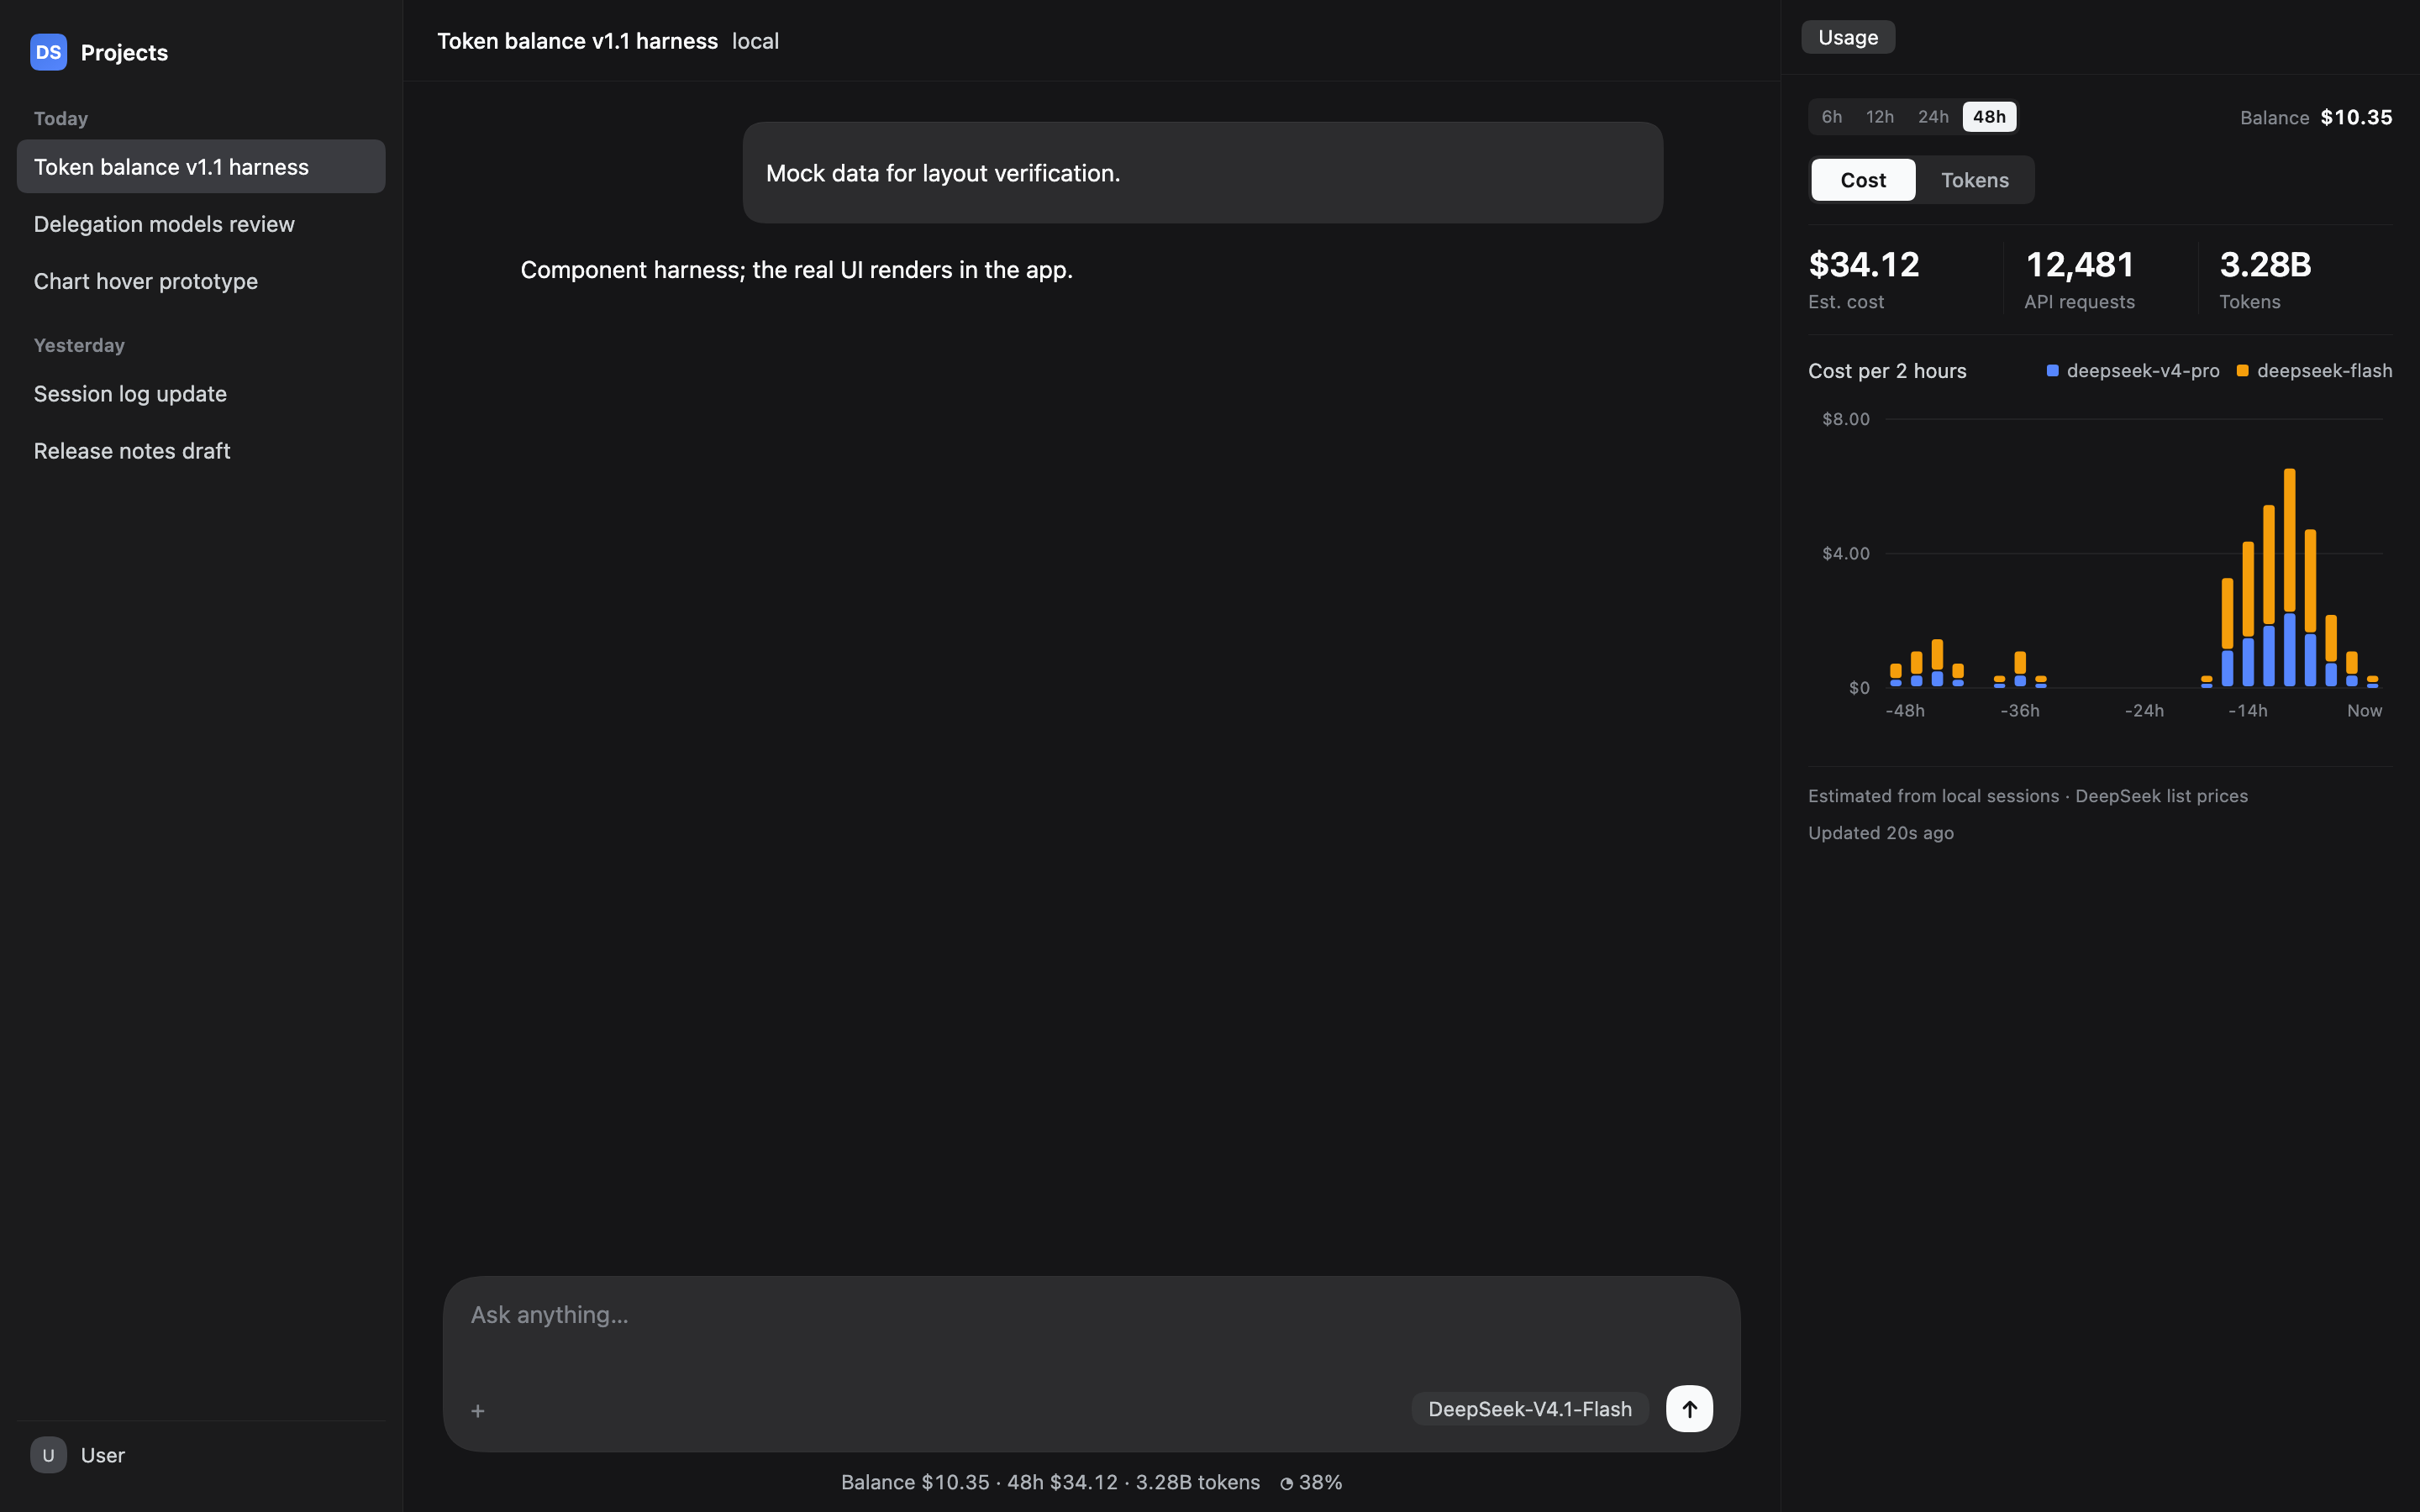 DS Projects
Today
Token balance v1.1 harness
Delegation models review
Chart hover prototype
Yesterday
Session log update
Release notes draft
U User
Token balance v1.1 harness local
Mock data for layout verification.
Component harness; the real UI renders in the app.
Ask anything...
+
DeepSeek-V4.1-Flash
Balance $10.35 · 48h $34.12 · 3.28B tokens 38%
Usage
6h 12h 24h 48h Balance $10.35
Cost Tokens
$34.12 12,481 3.28B
Est. cost API requests Tokens
Cost per 2 hours deepseek-v4-pro deepseek-flash
$8.00
$4.00
$0
-48h -36h -24h -14h Now
Estimated from local sessions · DeepSeek list prices
Updated 20s ago